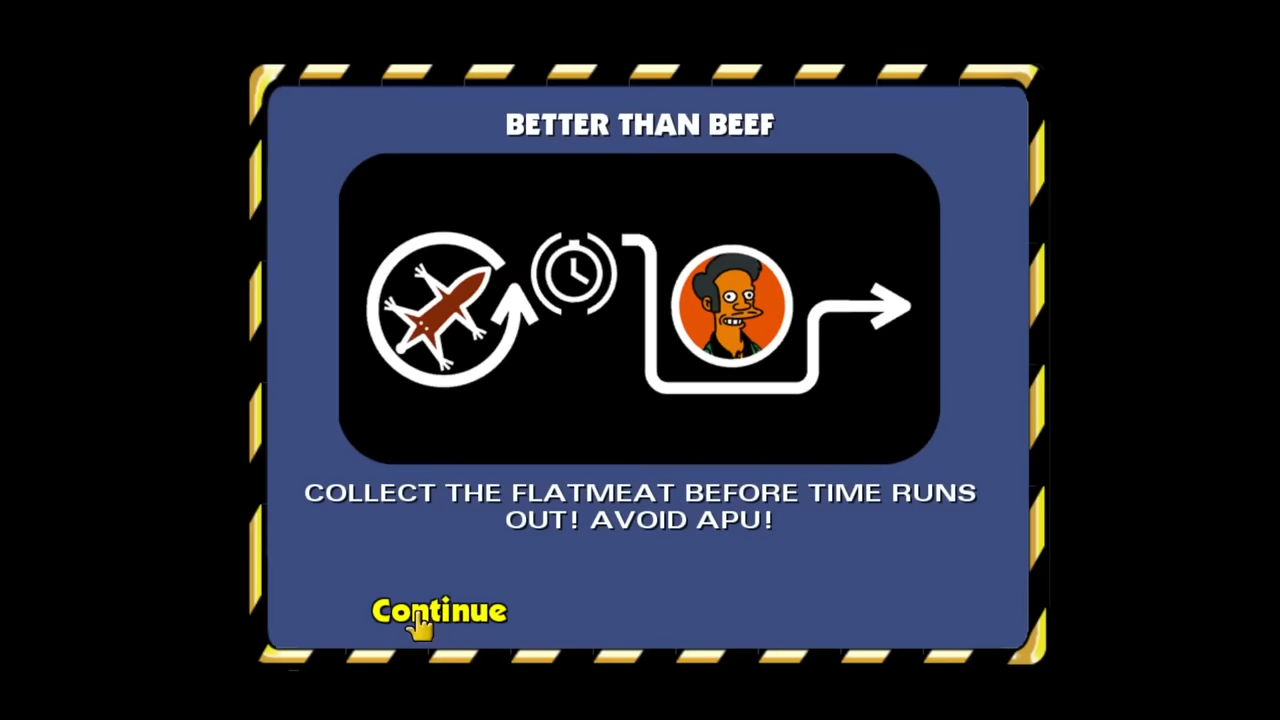 BETTER THAN BEEF
COLLECT THE FLATMEAT BEFORE TIME RUNS
OUT! AVOID APU!
Continue